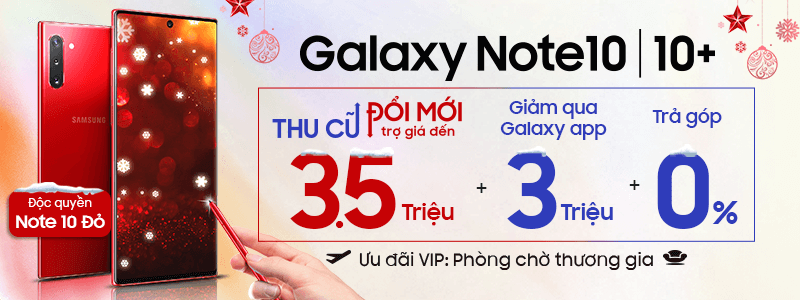 Galaxy Note10 | 10+
THU CŨ ĐỔI MỚI
trợ giá đến
3.5 Triệu
+
Giảm qua
Galaxy app
3 Triệu
+
Trả góp
0%
SAMSUNG
Độc quyền
Note 10 Đỏ
Ưu đãi VIP: Phòng chờ thương gia